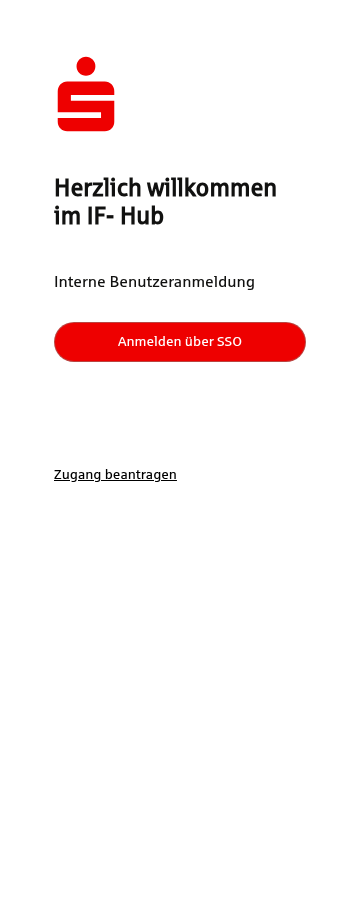 Herzlich willkommen
im IF- Hub
Interne Benutzeranmeldung
Anmelden über SSO
Zugang beantragen